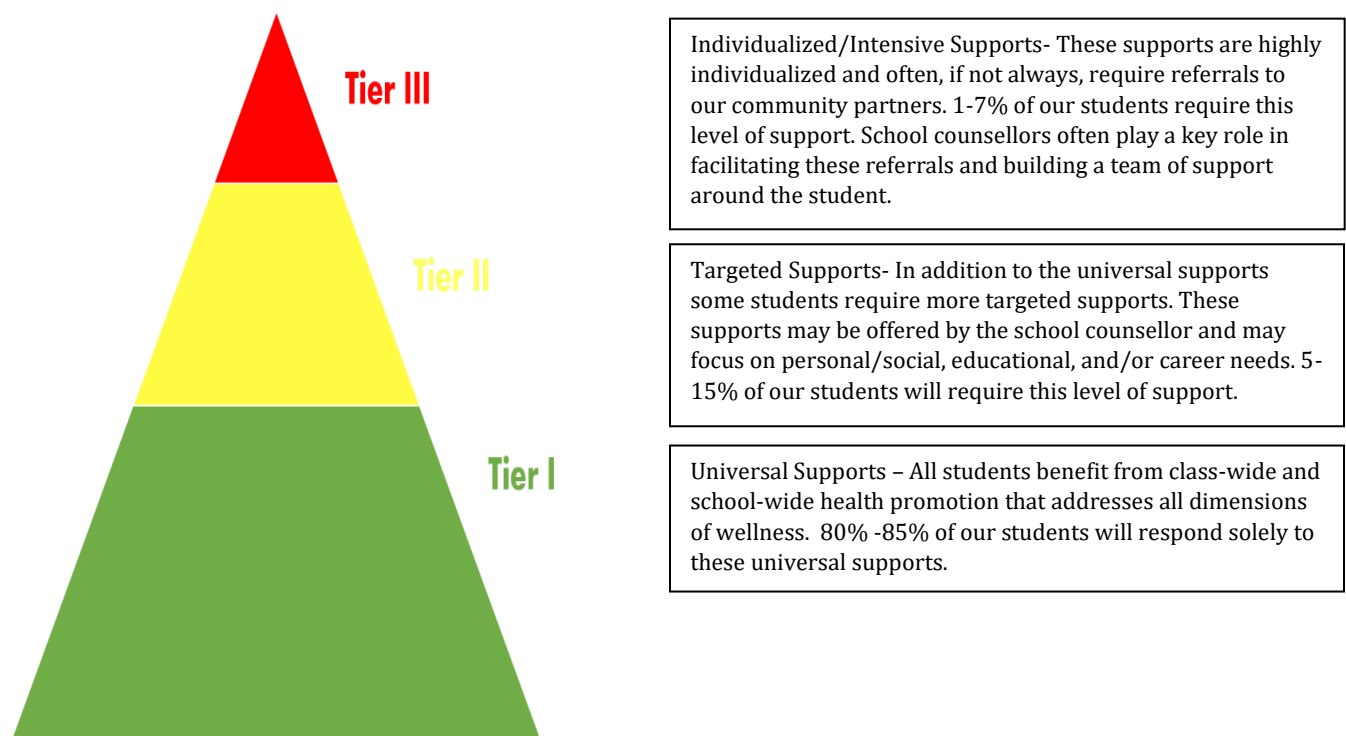 Tier III
Individualized/Intensive Supports- These supports are highly
individualized and often, if not always, require referrals to
our community partners. 1-7% of our students require this
level of support. School counsellors often play a key role in
facilitating these referrals and building a team of support
around the student.
Tier II
Targeted Supports- In addition to the universal supports
some students require more targeted supports. These
supports may be offered by the school counsellor and may
focus on personal/social, educational, and/or career needs. 5-
15% of our students will require this level of support.
Tier I
Universal Supports – All students benefit from class-wide and
school-wide health promotion that addresses all dimensions
of wellness.  80% -85% of our students will respond solely to
these universal supports.